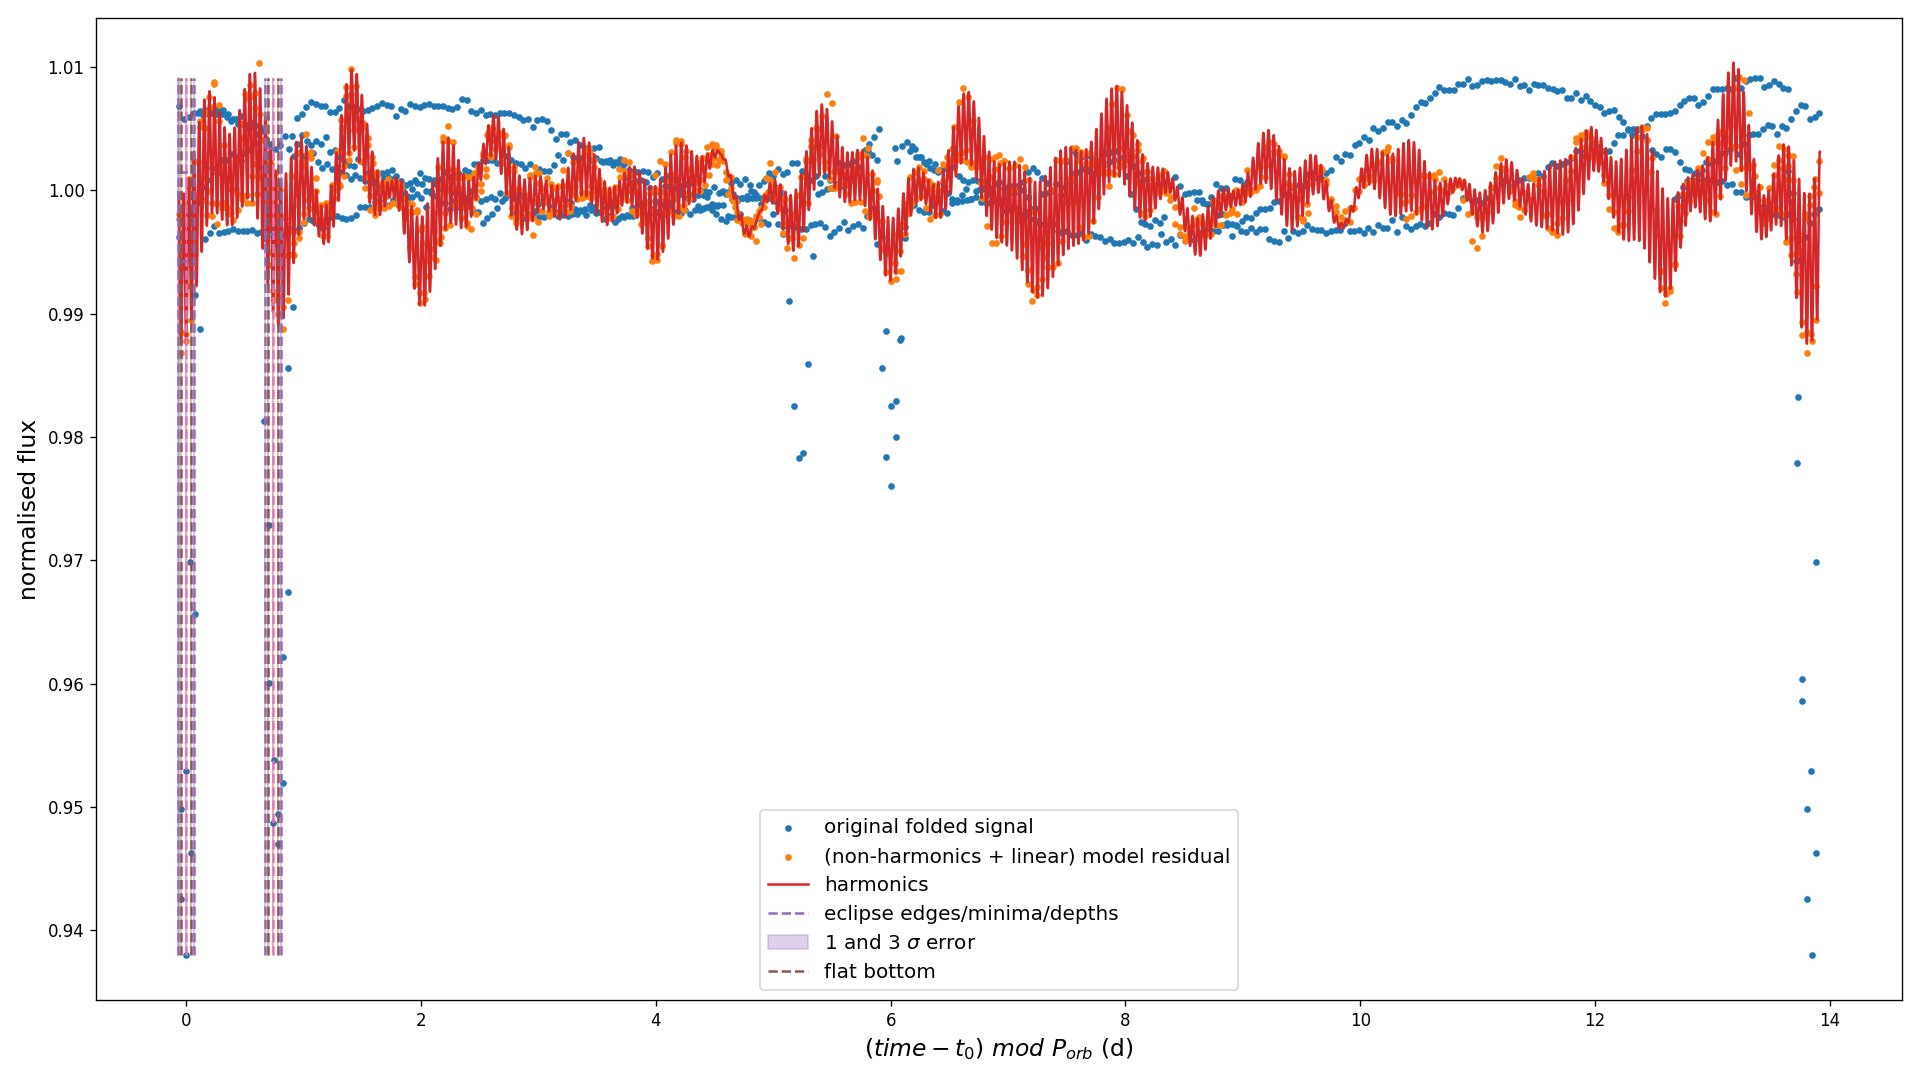 1.01
1.00
0.99
0.98
0.97
0.96
0.95
0.94
normalised flux
original folded signal
(non-harmonics + linear) model residual
harmonics
eclipse edges/minima/depths
1 and 3 σ error
flat bottom
0 2 4 6 8 10 12 14
(time − t₀) mod P_orb (d)